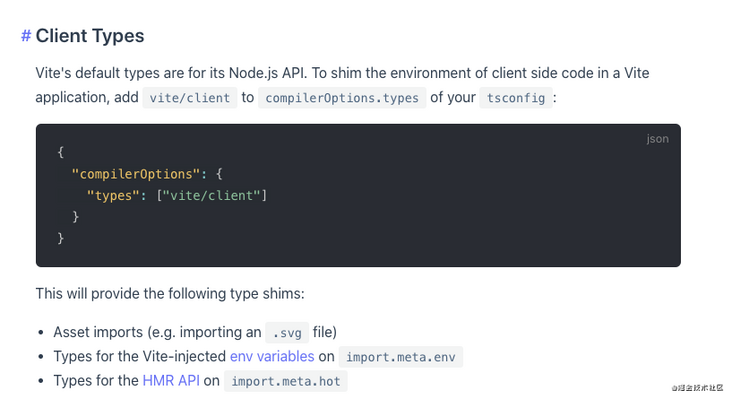 # Client Types
Vite's default types are for its Node.js API. To shim the environment of client side code in a Vite
application, add vite/client to compilerOptions.types of your tsconfig :
json
{
"compilerOptions": {
"types": ["vite/client"]
}
}
This will provide the following type shims:
• Asset imports (e.g. importing an .svg file)
• Types for the Vite-injected env variables on import.meta.env
• Types for the HMR API on import.meta.hot
@掘金技术社区